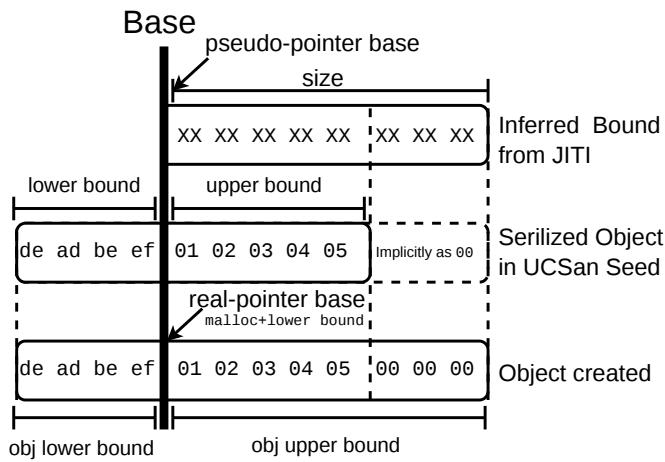 Base
pseudo-pointer base
size
XX XX XX XX XX XX XX XX
Inferred Bound
from JITI
lower bound
upper bound
de ad be ef 01 02 03 04 05
Implicitly as 00
Serilized Object
in UCSan Seed
real-pointer base
malloc+lower bound
de ad be ef 01 02 03 04 05 00 00 00
Object created
obj lower bound
obj upper bound